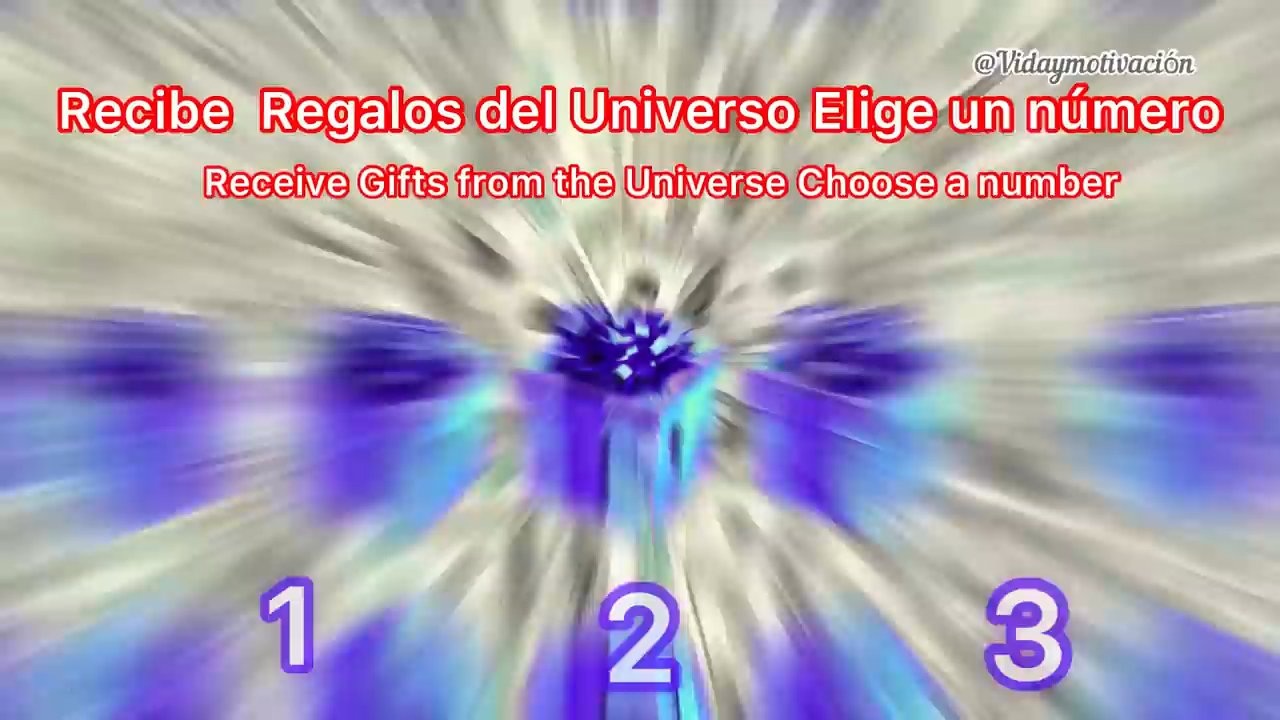 @Vidaymotivación
Recibe Regalos del Universo Elige un número
Receive Gifts from the Universe Choose a number
1 2 3